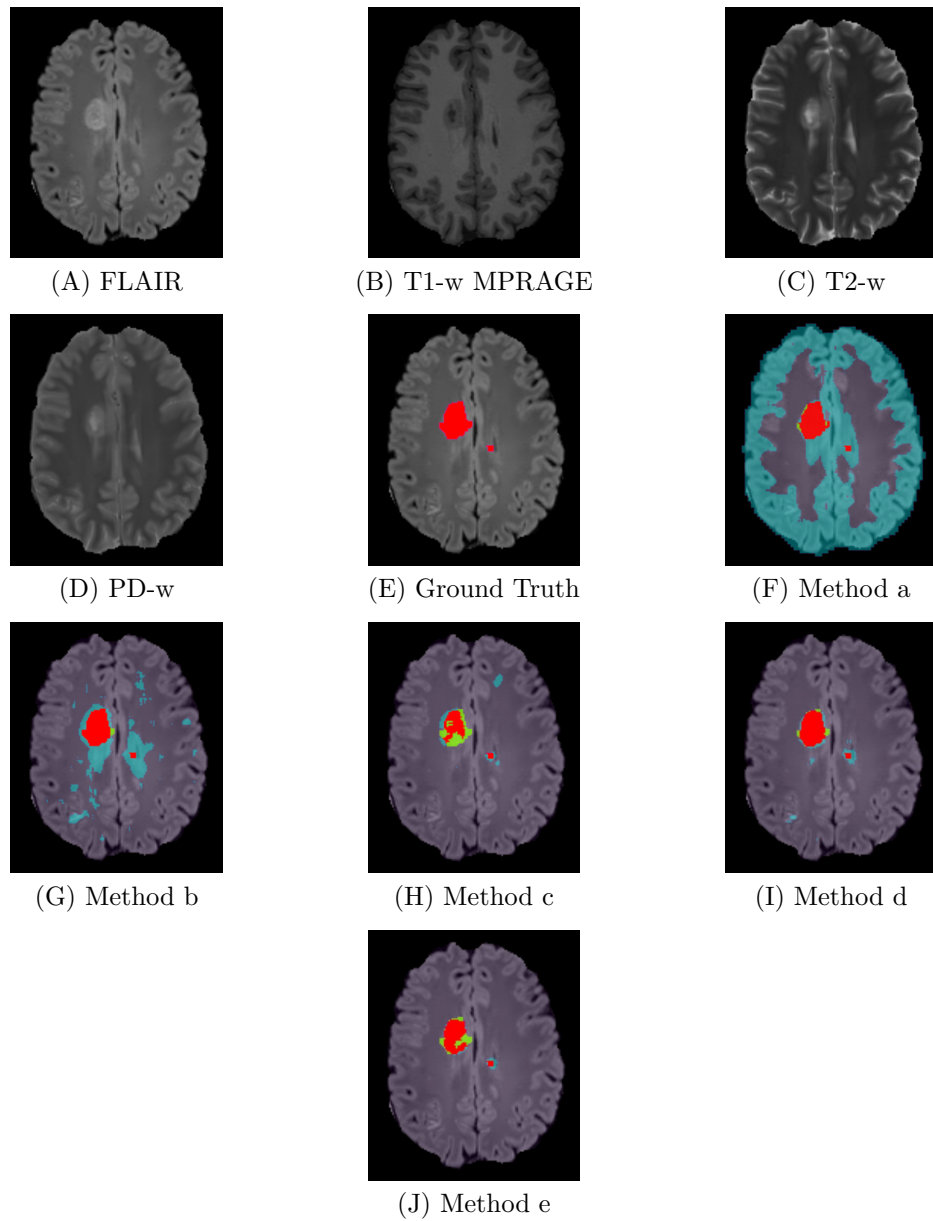 (A) FLAIR
(B) T1-w MPRAGE
(C) T2-w
(D) PD-w
(E) Ground Truth
(F) Method a
(G) Method b
(H) Method c
(I) Method d
(J) Method e